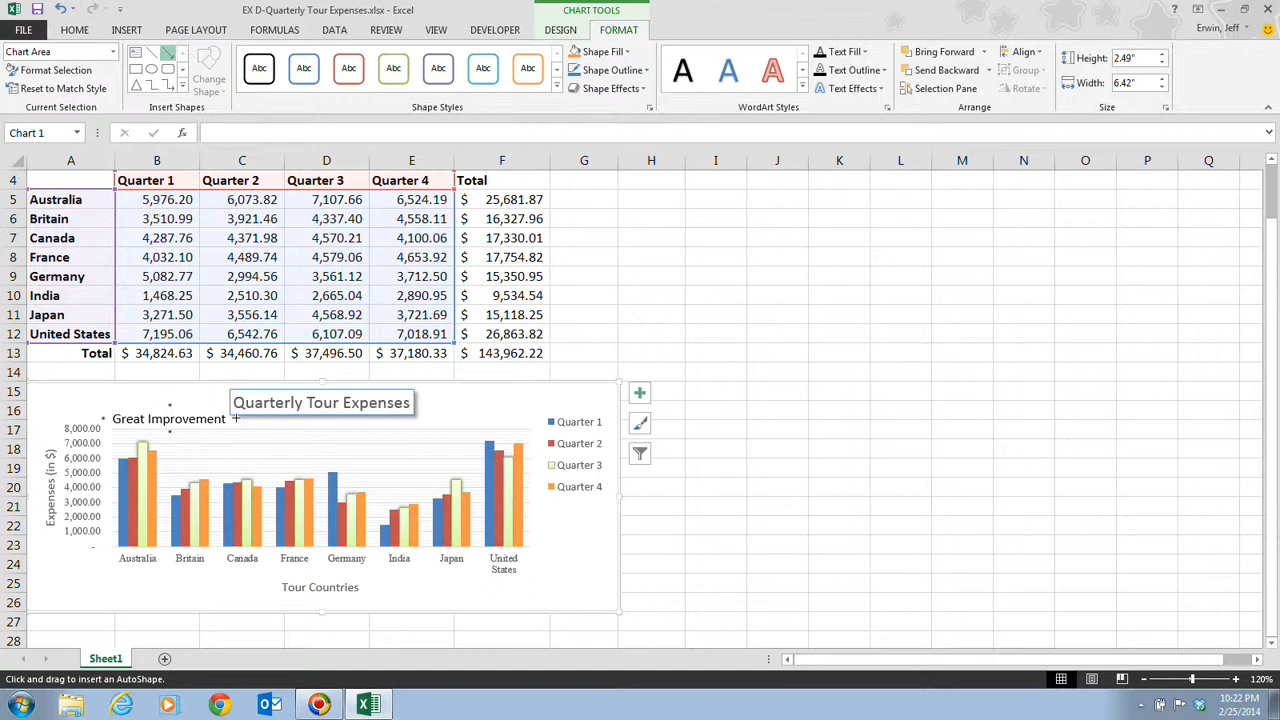 EX D-Quarterly Tour Expenses.xlsx - Excel
CHART TOOLS
FILE HOME INSERT PAGE LAYOUT FORMULAS DATA REVIEW VIEW DEVELOPER DESIGN FORMAT Erwin, Jeff
Chart Area
Format Selection
Reset to Match Style
Current Selection
Change Shape
Insert Shapes
Abc Abc Abc Abc Abc Abc Abc
Shape Fill
Shape Outline
Shape Effects
Shape Styles
A A A
Text Fill
Text Outline
Text Effects
WordArt Styles
Bring Forward
Send Backward
Selection Pane
Align
Group
Rotate
Arrange
Height: 2.49"
Width: 6.42"
Size
Chart 1 fx
A B C D E F G H I J K L M N O P Q
4 Quarter 1 Quarter 2 Quarter 3 Quarter 4 Total
5 Australia 5,976.20 6,073.82 7,107.66 6,524.19 $ 25,681.87
6 Britain 3,510.99 3,921.46 4,337.40 4,558.11 $ 16,327.96
7 Canada 4,287.76 4,371.98 4,570.21 4,100.06 $ 17,330.01
8 France 4,032.10 4,489.74 4,579.06 4,653.92 $ 17,754.82
9 Germany 5,082.77 2,994.56 3,561.12 3,712.50 $ 15,350.95
10 India 1,468.25 2,510.30 2,665.04 2,890.95 $ 9,534.54
11 Japan 3,271.50 3,556.14 4,568.92 3,721.69 $ 15,118.25
12 United States 7,195.06 6,542.76 6,107.09 7,018.91 $ 26,863.82
13 Total $ 34,824.63 $ 34,460.76 $ 37,496.50 $ 37,180.33 $ 143,962.22
14
15
16
17
18
19
20
21
22
23
24
25
26
27
28
Quarterly Tour Expenses
Great Improvement
Expenses (in $)
8,000.00
7,000.00
6,000.00
5,000.00
4,000.00
3,000.00
2,000.00
1,000.00
-
Australia Britain Canada France Germany India Japan United States
Tour Countries
Quarter 1
Quarter 2
Quarter 3
Quarter 4
Sheet1
Click and drag to insert an AutoShape.
120%
10:22 PM
2/25/2014